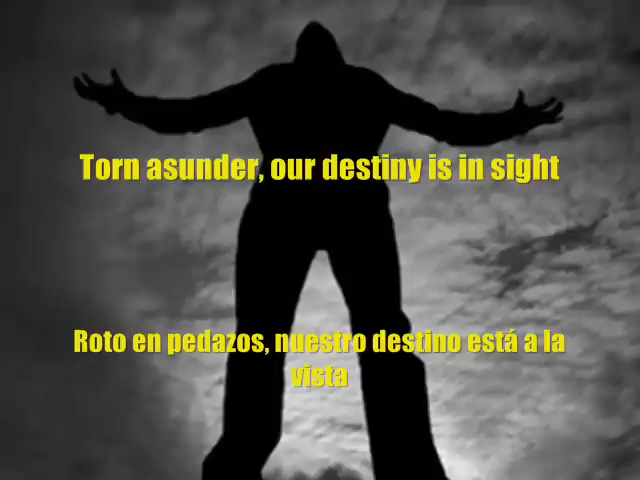 Torn asunder, our destiny is in sight
Roto en pedazos, nuestro destino está a la
vista